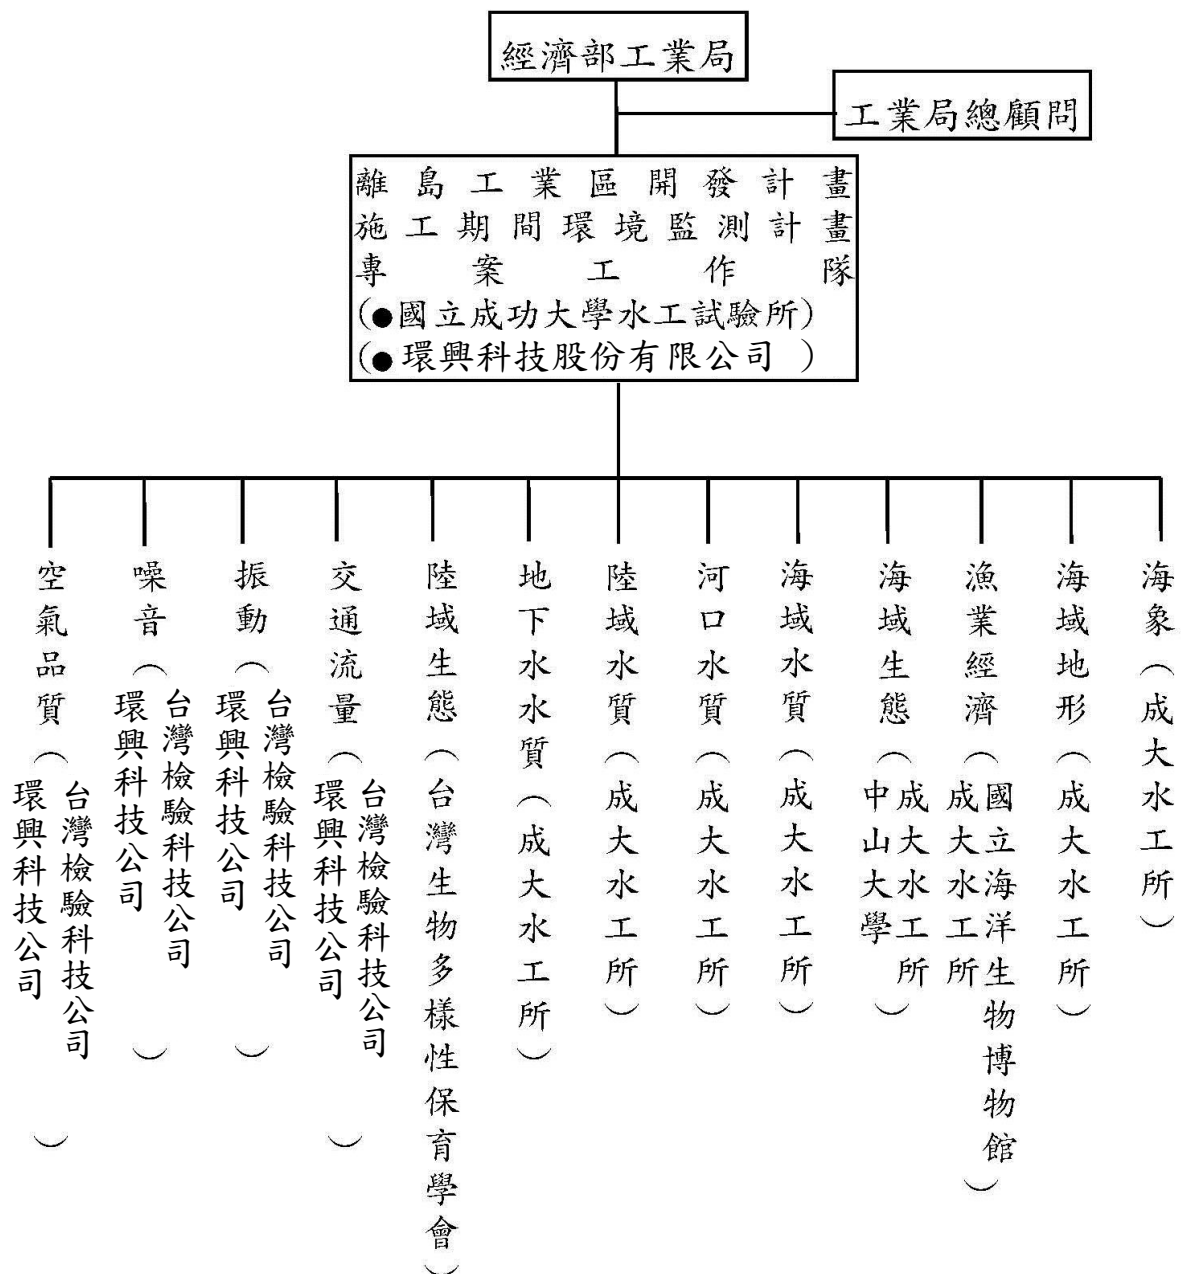 經濟部工業局
工業局總顧問
離島工業區開發計畫
施工期間環境監測計畫
專案工作隊
(●國立成功大學水工試驗所)
(●環興科技股份有限公司 )
空氣品質(
台灣檢驗科技公司
環興科技公司
)
噪音(
台灣檢驗科技公司
環興科技公司
)
振動(
台灣檢驗科技公司
環興科技公司
)
交通流量(
台灣檢驗科技公司
環興科技公司
)
陸域生態(台灣生物多樣性保育學會)
地下水水質(成大水工所)
陸域水質(成大水工所)
河口水質(成大水工所)
海域水質(成大水工所)
海域生態(
成大水工所
中山大學
)
漁業經濟(
國立海洋生物博物館
成大水工所
)
海域地形(成大水工所)
海象(成大水工所)